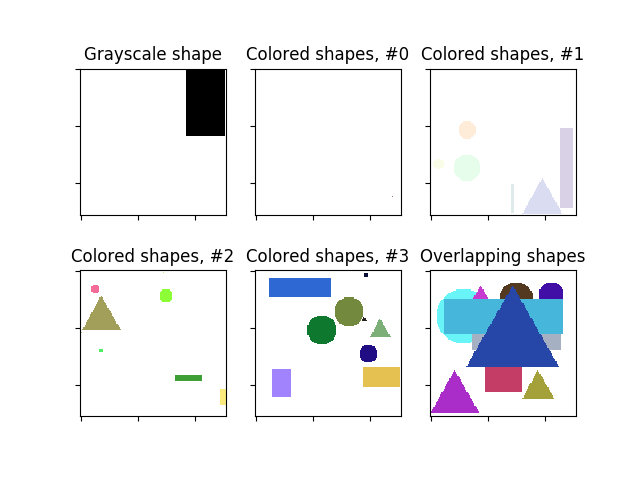 Grayscale shape
Colored shapes, #0
Colored shapes, #1
Colored shapes, #2
Colored shapes, #3
Overlapping shapes